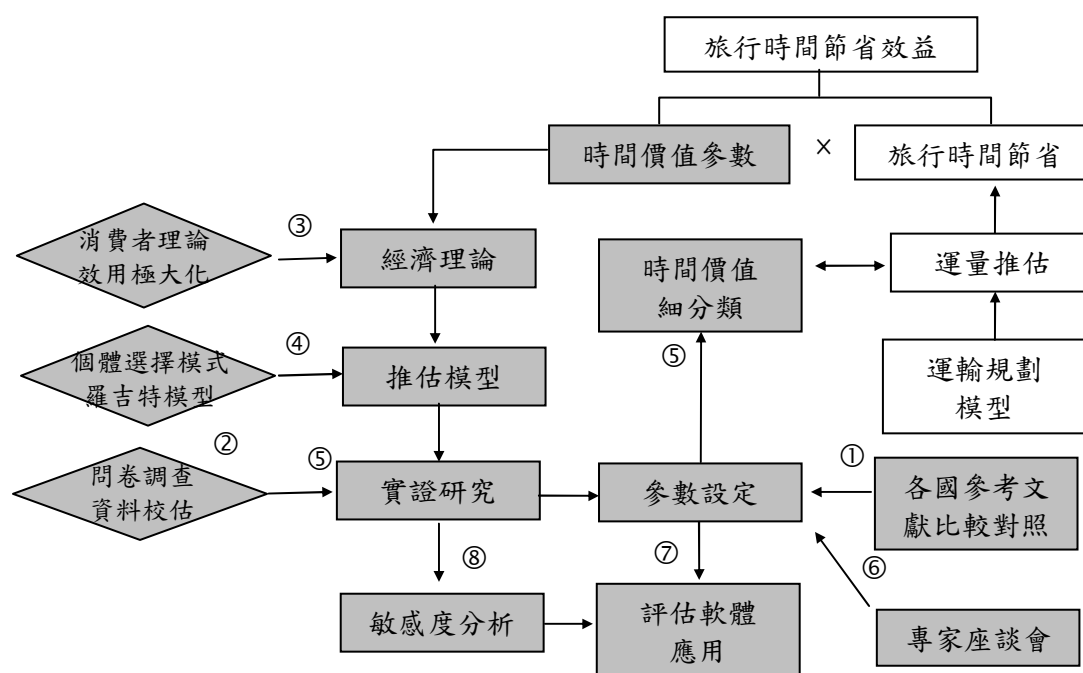 旅行時間節省效益
時間價值參數
×
旅行時間節省
消費者理論
效用極大化
③
經濟理論
時間價值
細分類
運量推估
個體選擇模式
羅吉特模型
④
推估模型
⑤
運輸規劃
模型
②
問卷調查
資料校估
⑤
實證研究
參數設定
①
各國參考文
獻比較對照
⑧
⑦
⑥
敏感度分析
評估軟體
應用
專家座談會